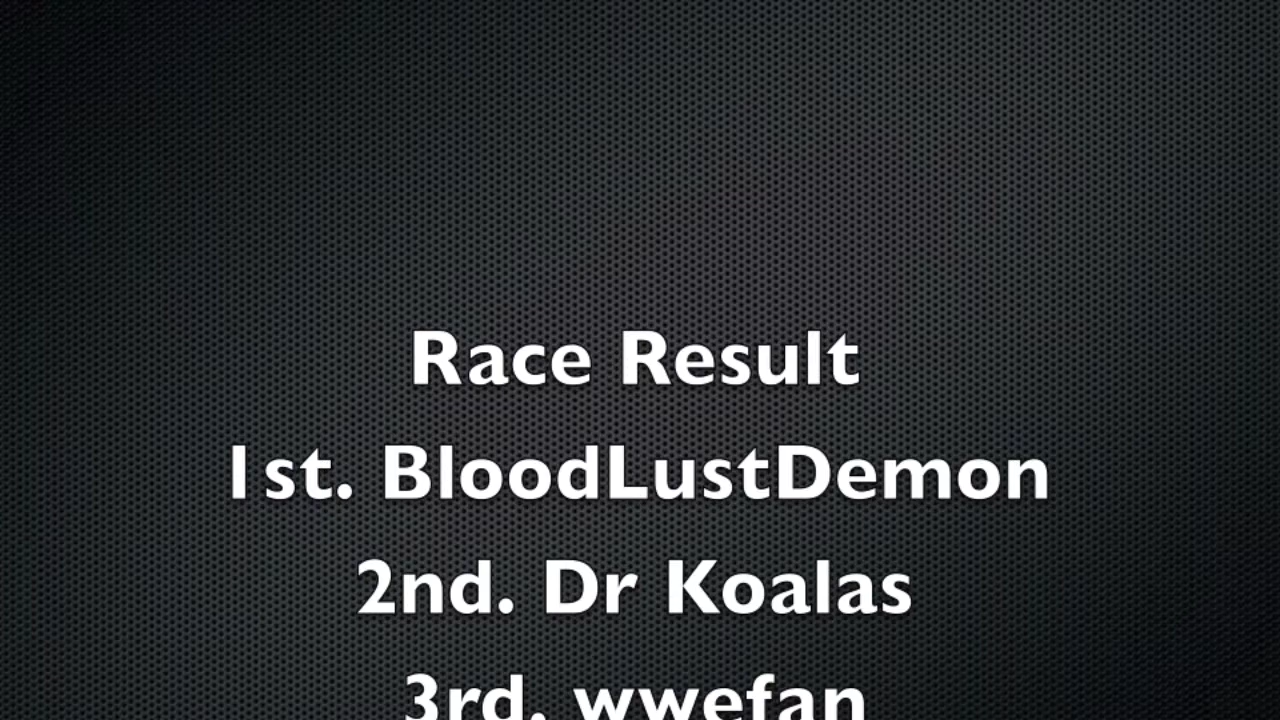 Race Result
1st. BloodLustDemon
2nd. Dr Koalas
3rd. wwefan